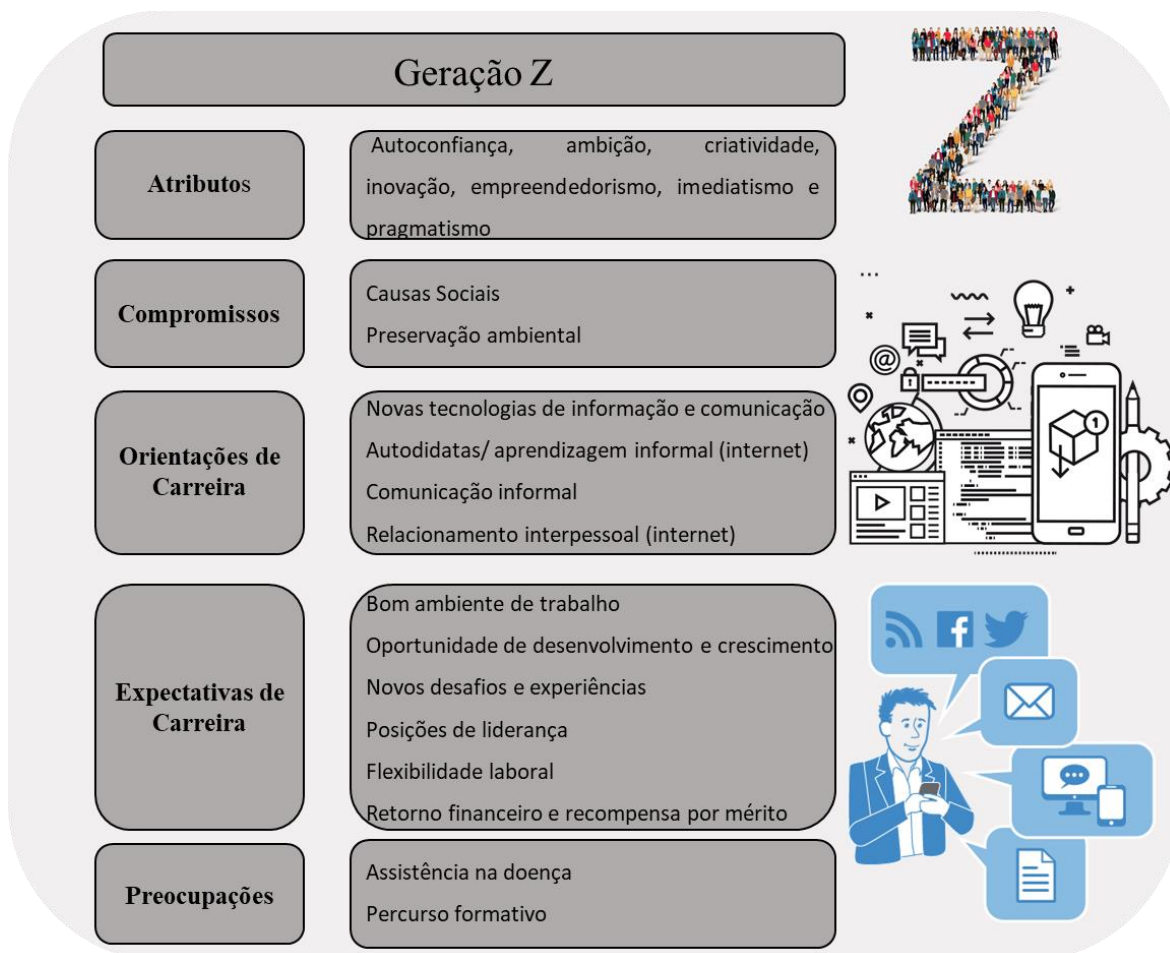 Geração Z
Atributos
Autoconfiança, ambição, criatividade,
inovação, empreendedorismo, imediatismo e
pragmatismo
Compromissos
Causas Sociais
Preservação ambiental
Orientações de
Carreira
Novas tecnologias de informação e comunicação
Autodidatas/ aprendizagem informal (internet)
Comunicação informal
Relacionamento interpessoal (internet)
Expectativas de
Carreira
Bom ambiente de trabalho
Oportunidade de desenvolvimento e crescimento
Novos desafios e experiências
Posições de liderança
Flexibilidade laboral
Retorno financeiro e recompensa por mérito
Preocupações
Assistência na doença
Percurso formativo
Z
@
1
f